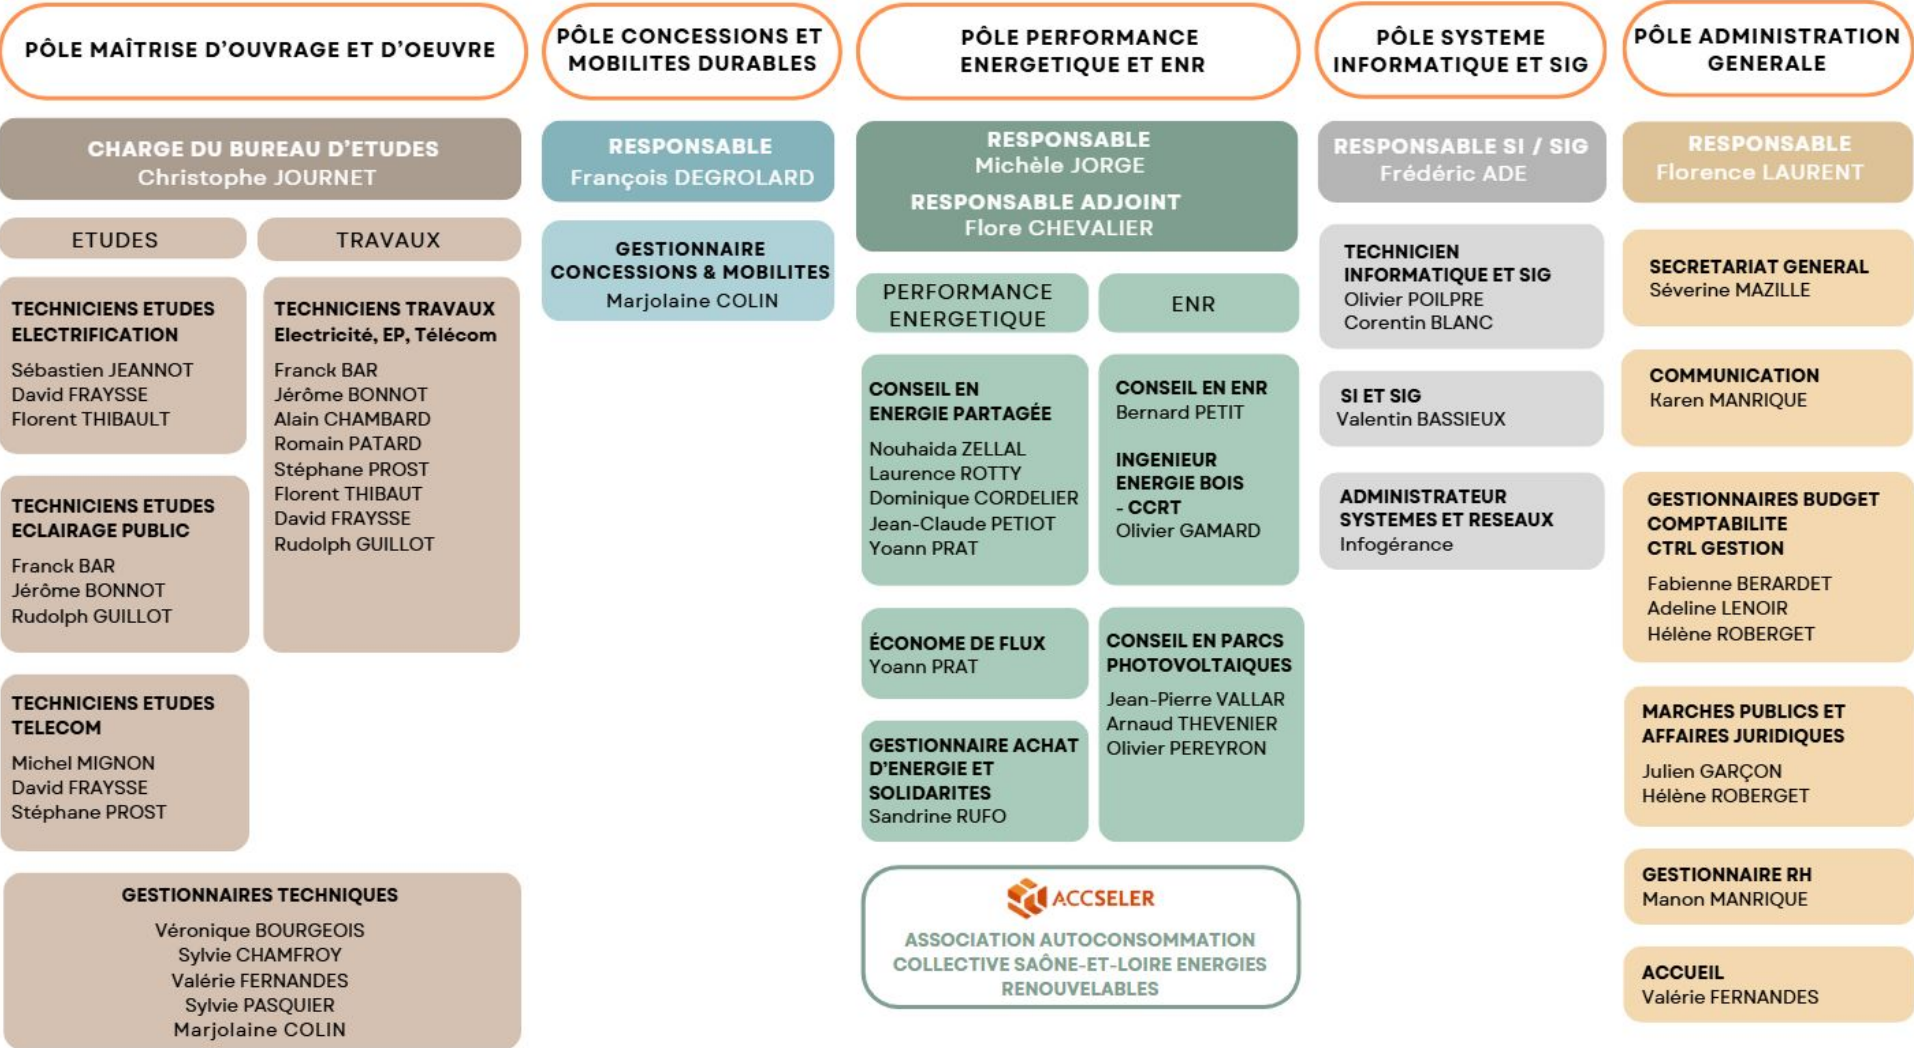 PÔLE MAÎTRISE D'OUVRAGE ET D'OEUVRE
CHARGE DU BUREAU D'ETUDES
Christophe JOURNET
ETUDES
TECHNICIENS ETUDES
ELECTRIFICATION
Sébastien JEANNOT
David FRAYSSE
Florent THIBAULT
TECHNICIENS ETUDES
ECLAIRAGE PUBLIC
Franck BAR
Jérôme BONNOT
Rudolph GUILLOT
TECHNICIENS ETUDES
TELECOM
Michel MIGNON
David FRAYSSE
Stéphane PROST
TRAVAUX
TECHNICIENS TRAVAUX
Electricité, EP, Télécom
Franck BAR
Jérôme BONNOT
Alain CHAMBARD
Romain PATARD
Stéphane PROST
Florent THIBAUT
David FRAYSSE
Rudolph GUILLOT
GESTIONNAIRES TECHNIQUES
Véronique BOURGEOIS
Sylvie CHAMFROY
Valérie FERNANDES
Sylvie PASQUIER
Marjolaine COLIN
PÔLE CONCESSIONS ET
MOBILITES DURABLES
RESPONSABLE
François DEGROLARD
GESTIONNAIRE
CONCESSIONS & MOBILITES
Marjolaine COLIN
PÔLE PERFORMANCE
ENERGETIQUE ET ENR
RESPONSABLE
Michèle JORGE
RESPONSABLE ADJOINT
Flore CHEVALIER
PERFORMANCE
ENERGETIQUE
CONSEIL EN
ENERGIE PARTAGÉE
Nouhaida ZELLAL
Laurence ROTTY
Dominique CORDELIER
Jean-Claude PETIOT
Yoann PRAT
ÉCONOME DE FLUX
Yoann PRAT
GESTIONNAIRE ACHAT
D'ENERGIE ET
SOLIDARITES
Sandrine RUFO
ENR
CONSEIL EN ENR
Bernard PETIT
INGENIEUR
ENERGIE BOIS
- CCRT
Olivier GAMARD
CONSEIL EN PARCS
PHOTOVOLTAIQUES
Jean-Pierre VALLAR
Arnaud THEVENIER
Olivier PEREYRON
ACCSELER
ASSOCIATION AUTOCONSOMMATION
COLLECTIVE SAÔNE-ET-LOIRE ENERGIES
RENOUVELABLES
PÔLE SYSTEME
INFORMATIQUE ET SIG
RESPONSABLE SI / SIG
Frédéric ADE
TECHNICIEN
INFORMATIQUE ET SIG
Olivier POILPRE
Corentin BLANC
SI ET SIG
Valentin BASSIEUX
ADMINISTRATEUR
SYSTEMES ET RESEAUX
Infogérance
PÔLE ADMINISTRATION
GENERALE
RESPONSABLE
Florence LAURENT
SECRETARIAT GENERAL
Séverine MAZILLE
COMMUNICATION
Karen MANRIQUE
GESTIONNAIRES BUDGET
COMPTABILITE
CTRL GESTION
Fabienne BERARDET
Adeline LENOIR
Hélène ROBERGET
MARCHES PUBLICS ET
AFFAIRES JURIDIQUES
Julien GARÇON
Hélène ROBERGET
GESTIONNAIRE RH
Manon MANRIQUE
ACCUEIL
Valérie FERNANDES